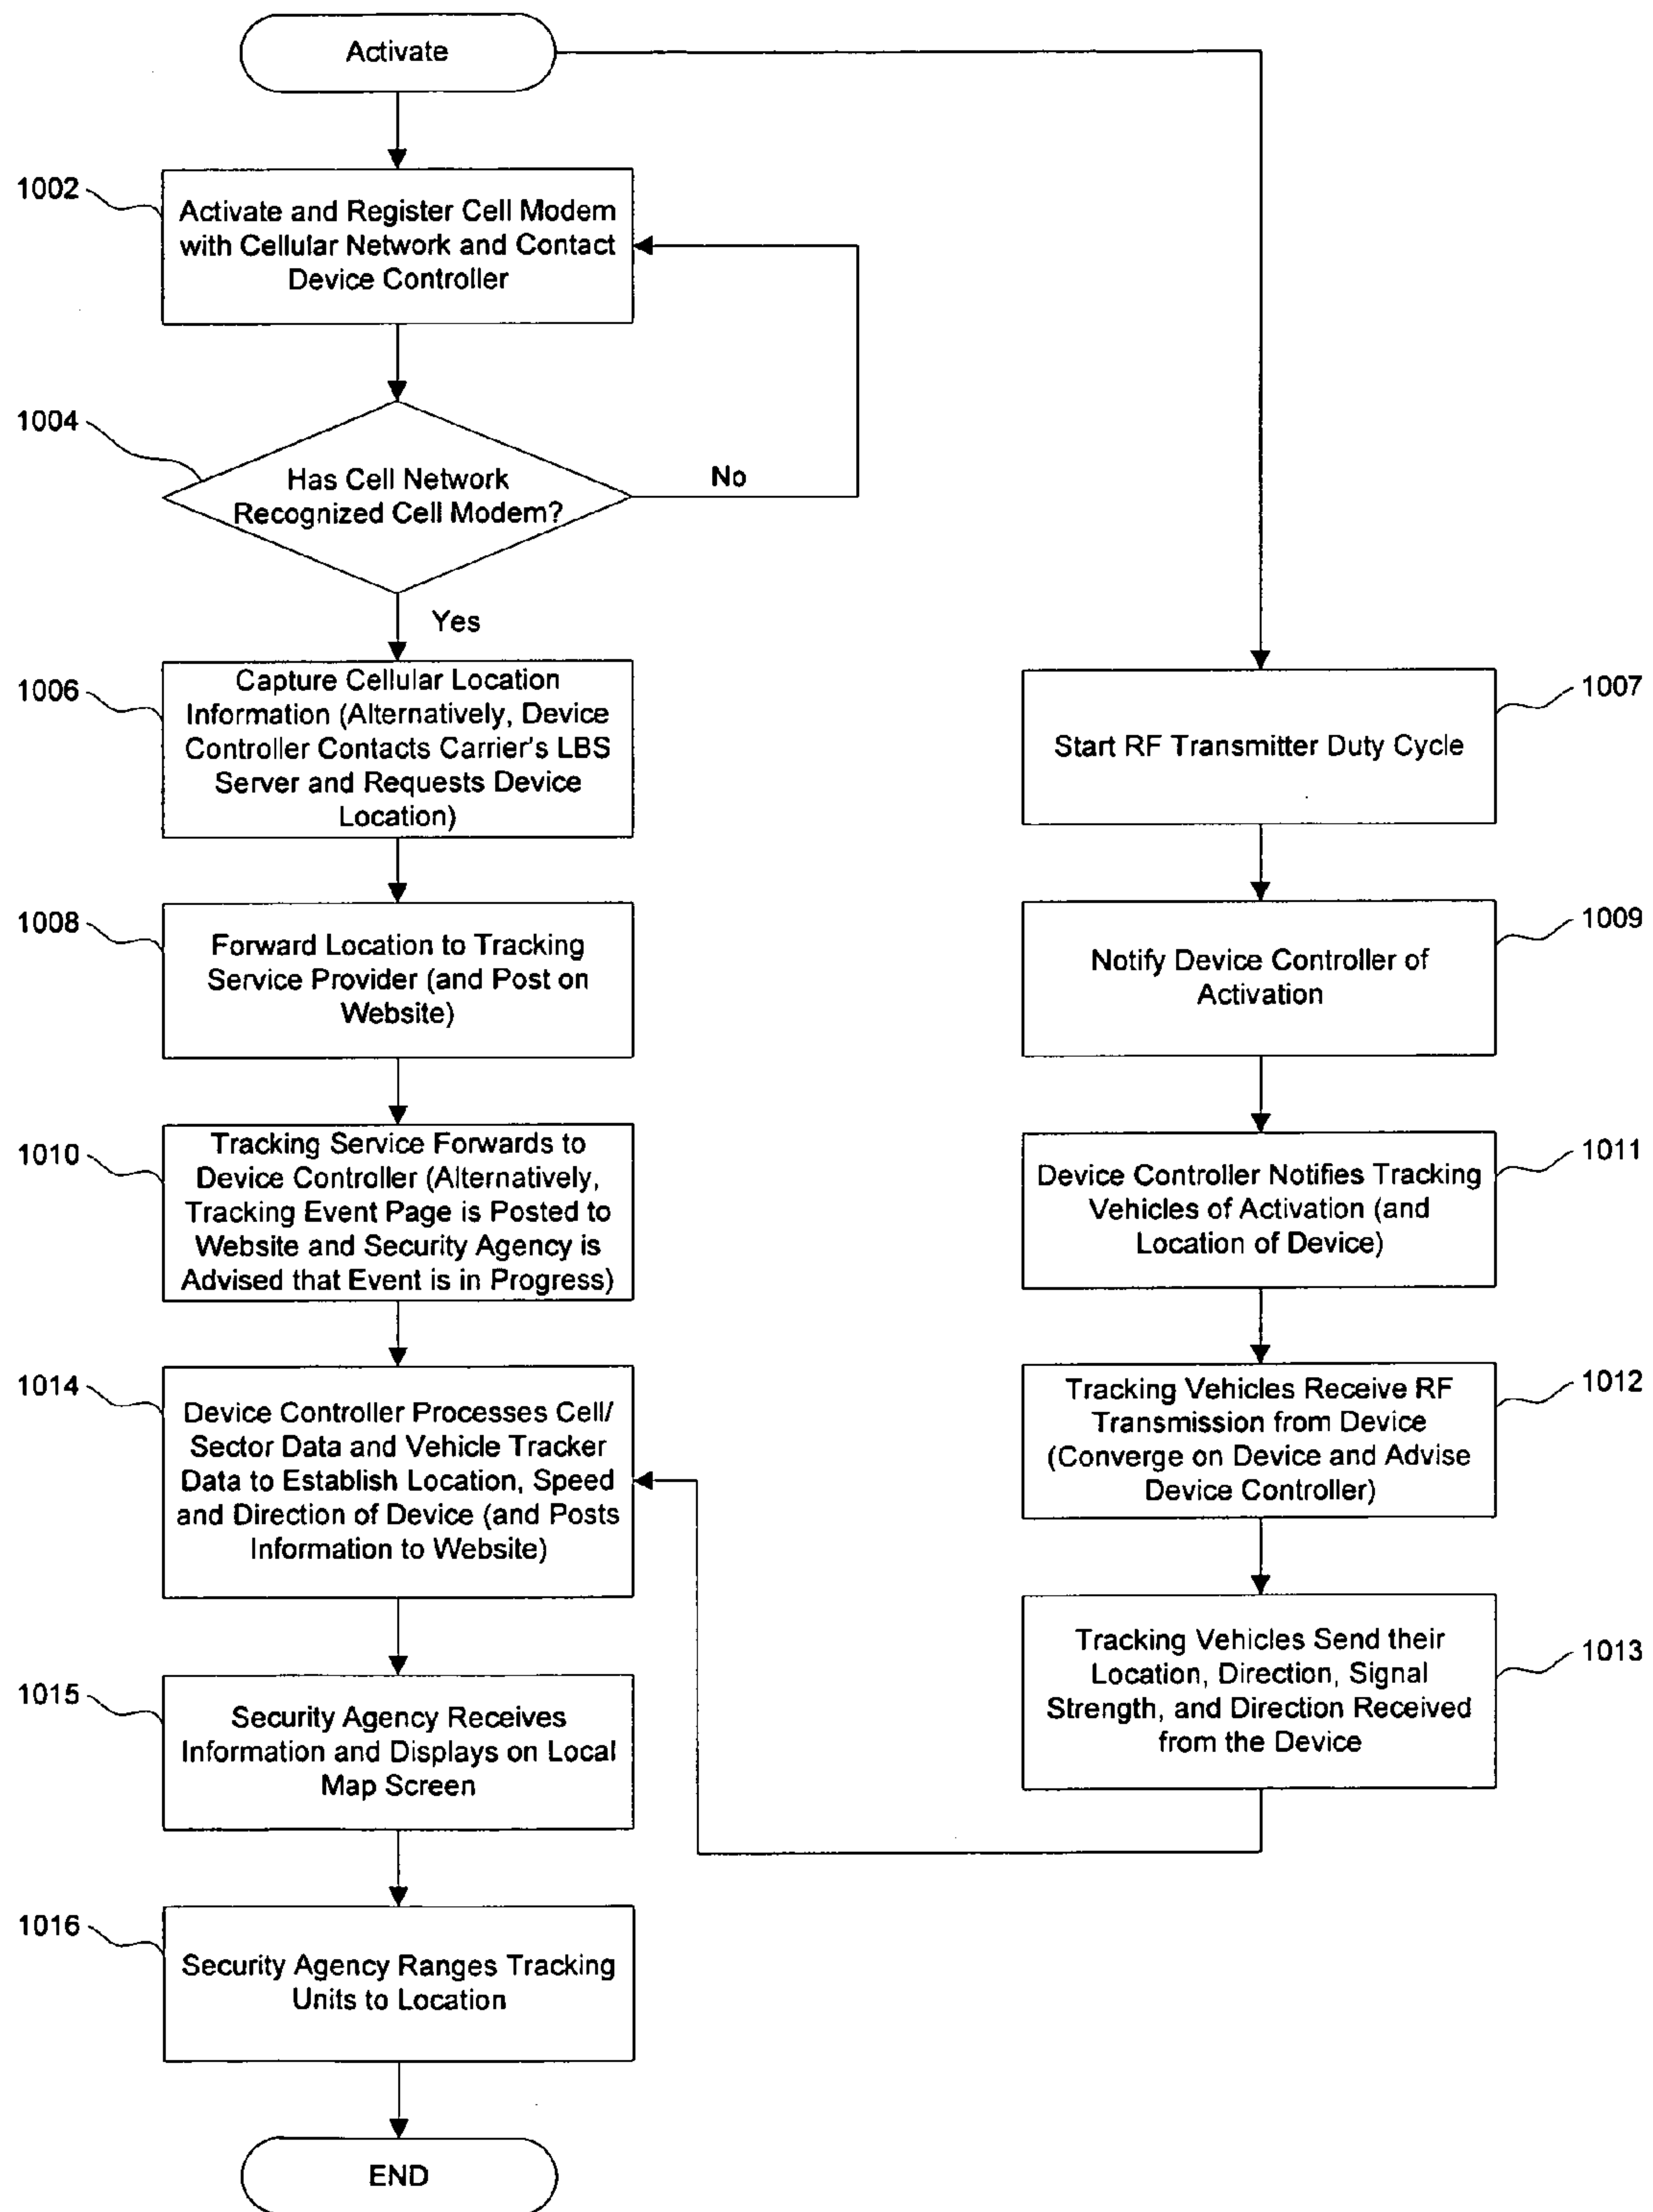 Activate
1002
Activate and Register Cell Modem
with Cellular Network and Contact
Device Controller
1004
Has Cell Network
Recognized Cell Modem?
No
Yes
1006
Capture Cellular Location
Information (Alternatively, Device
Controller Contacts Carrier's LBS
Server and Requests Device
Location)
1008
Forward Location to Tracking
Service Provider (and Post on
Website)
1010
Tracking Service Forwards to
Device Controller (Alternatively,
Tracking Event Page is Posted to
Website and Security Agency is
Advised that Event is in Progress)
1014
Device Controller Processes Cell/
Sector Data and Vehicle Tracker
Data to Establish Location, Speed
and Direction of Device (and Posts
Information to Website)
1015
Security Agency Receives
Information and Displays on Local
Map Screen
1016
Security Agency Ranges Tracking
Units to Location
END
1007
Start RF Transmitter Duty Cycle
1009
Notify Device Controller of
Activation
1011
Device Controller Notifies Tracking
Vehicles of Activation (and
Location of Device)
1012
Tracking Vehicles Receive RF
Transmission from Device
(Converge on Device and Advise
Device Controller)
1013
Tracking Vehicles Send their
Location, Direction, Signal
Strength, and Direction Received
from the Device